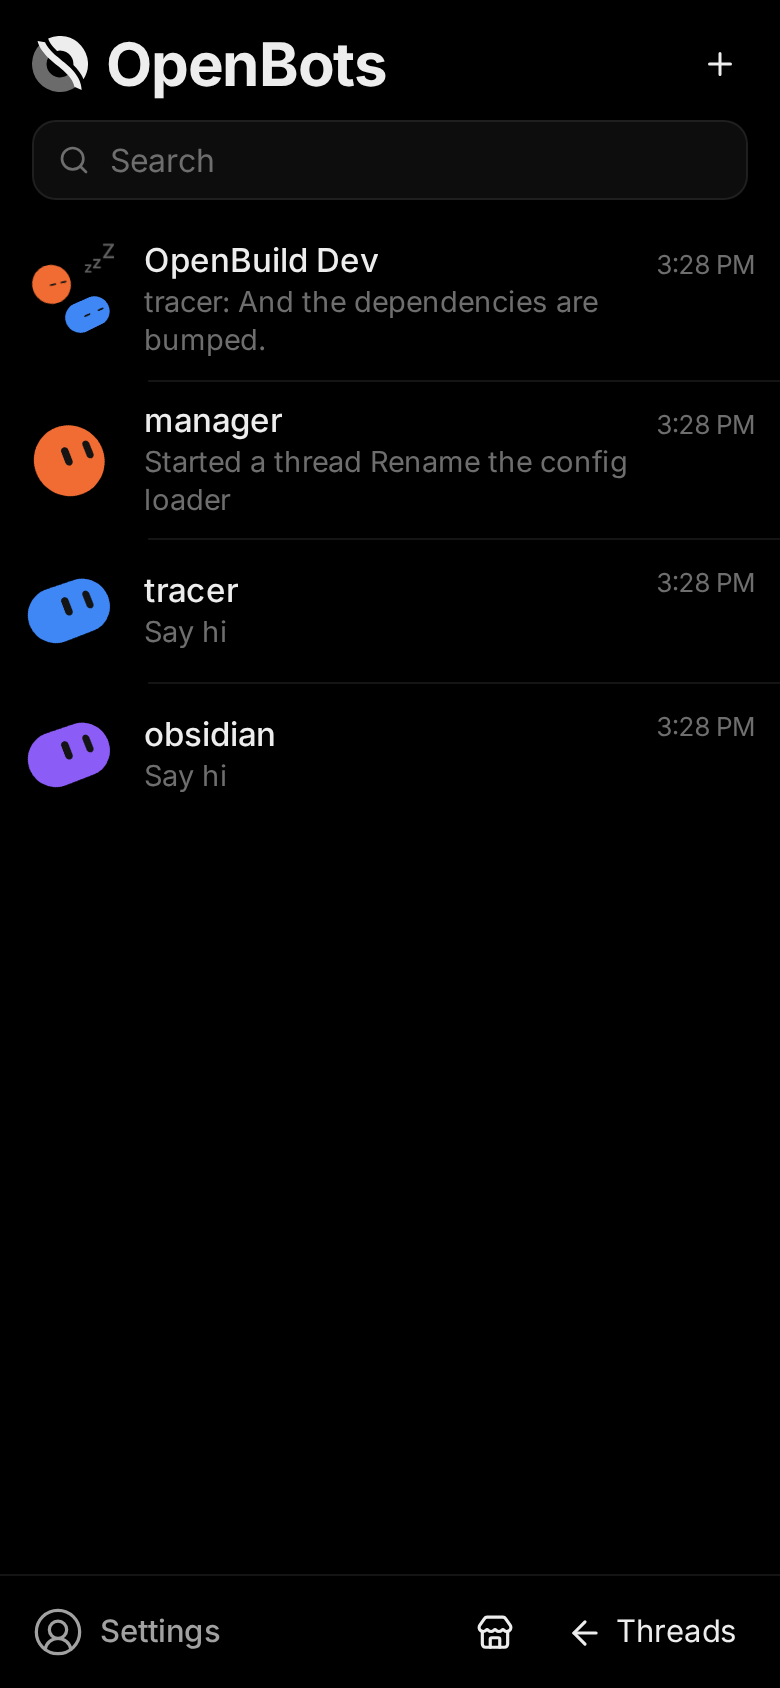 OpenBots
Search
zzZ
OpenBuild Dev
3:28 PM
tracer: And the dependencies are
bumped.
manager
3:28 PM
Started a thread Rename the config
loader
tracer
3:28 PM
Say hi
obsidian
3:28 PM
Say hi
Settings
Threads